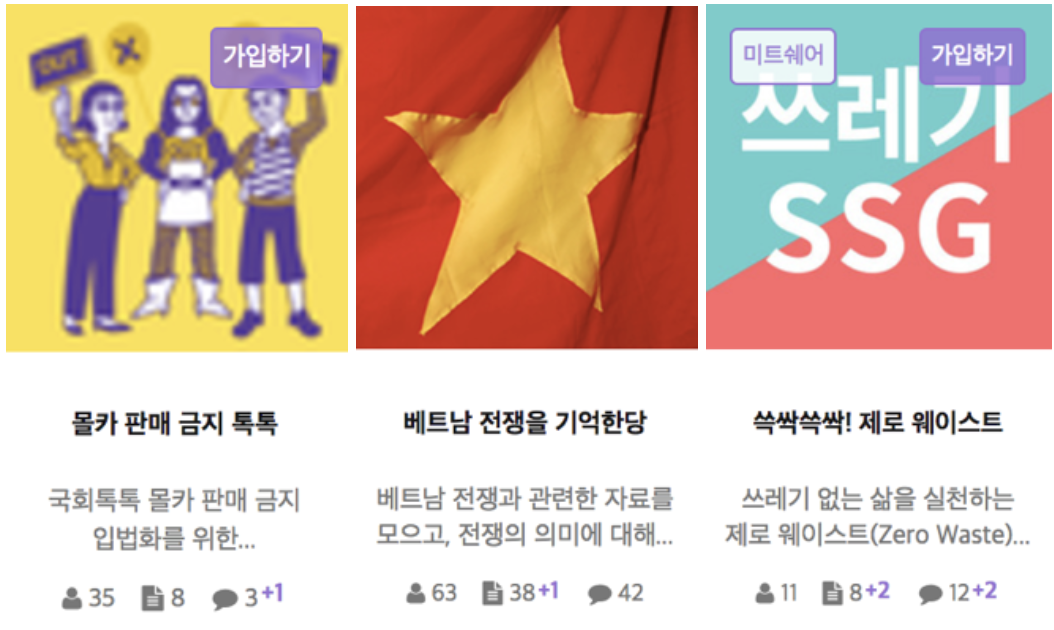 OUT
가입하기
몰카 판매 금지 톡톡
국회톡톡 몰카 판매 금지
입법화를 위한...
35 8 3+1
베트남 전쟁을 기억한당
베트남 전쟁과 관련한 자료를
모으고, 전쟁의 의미에 대해...
63 38+1 42
미트쉐어 가입하기
쓰레기
SSG
쓱싹쓱싹! 제로 웨이스트
쓰레기 없는 삶을 실천하는
제로 웨이스트(Zero Waste)...
11 8+2 12+2